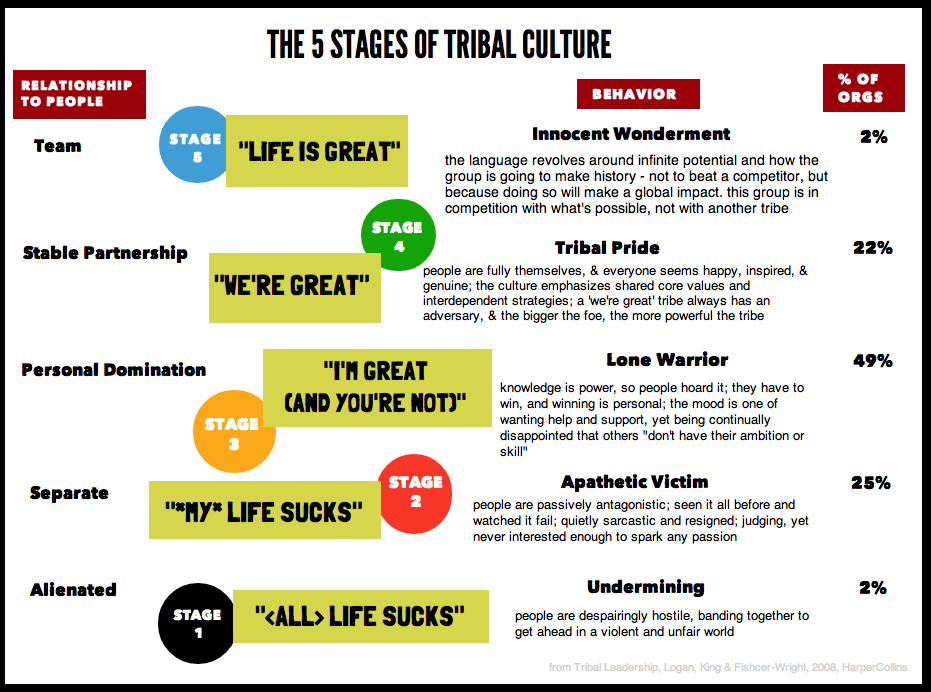 THE 5 STAGES OF TRIBAL CULTURE
RELATIONSHIP
TO PEOPLE
BEHAVIOR
% OF
ORGS
Team
STAGE
5
"LIFE IS GREAT"
Innocent Wonderment
2%
the language revolves around infinite potential and how the
group is going to make history - not to beat a competitor, but
because doing so will make a global impact. this group is in
competition with what's possible, not with another tribe
Stable Partnership
STAGE
4
"WE'RE GREAT"
Tribal Pride
22%
people are fully themselves, & everyone seems happy, inspired, &
genuine; the culture emphasizes shared core values and
interdependent strategies; a 'we're great' tribe always has an
adversary, & the bigger the foe, the more powerful the tribe
Personal Domination
"I'M GREAT
(AND YOU'RE NOT)"
STAGE
3
Lone Warrior
49%
knowledge is power, so people hoard it; they have to
win, and winning is personal; the mood is one of
wanting help and support, yet being continually
disappointed that others "don't have their ambition or
skill"
Separate
"*MY* LIFE SUCKS"
STAGE
2
Apathetic Victim
25%
people are passively antagonistic; seen it all before and
watched it fail; quietly sarcastic and resigned; judging, yet
never interested enough to spark any passion
Alienated
STAGE
1
"<ALL> LIFE SUCKS"
Undermining
2%
people are despairingly hostile, banding together to
get ahead in a violent and unfair world
from Tribal Leadership, Logan, King & Fishcer-Wright, 2008, HarperCollins